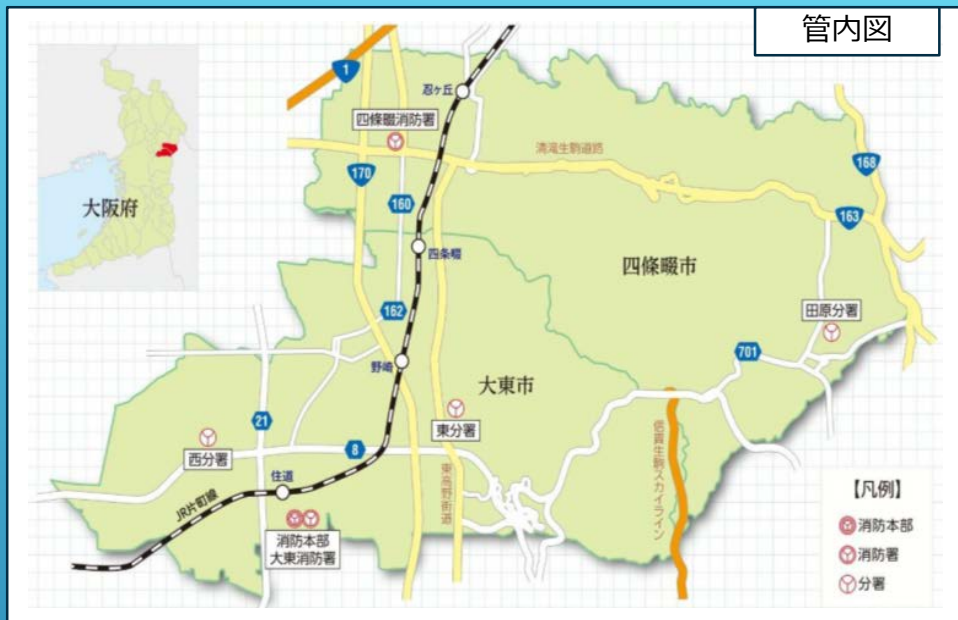 管内図
大阪府
1
忍ヶ丘
四條畷消防署
清滝生駒道路
170
168
160
163
四条畷
四條畷市
162
田原分署
野崎
701
大東市
21
東分署
西分署
8
信貴生駒スカイライン
住道
東高野街道
JR片町線
消防本部
大東消防署
【凡例】
消防本部
消防署
分署